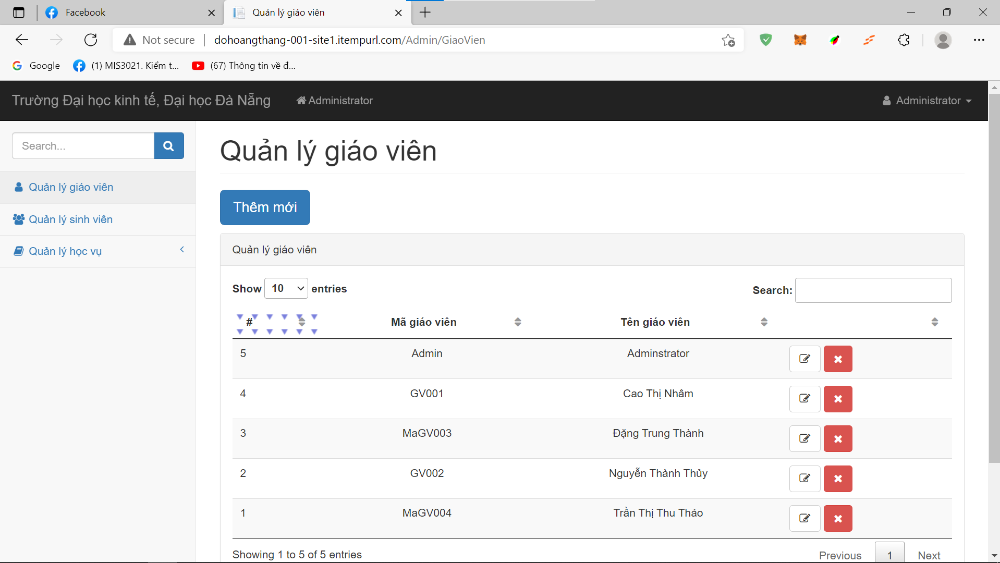 Facebook
Quản lý giáo viên
Not secure
dohoangthang-001-site1.itempurl.com/Admin/GiaoVien
Google
(1) MIS3021. Kiểm t...
(67) Thông tin về đ...
Trường Đại học kinh tế, Đại học Đà Nẵng
Administrator
Administrator
Search...
Quản lý giáo viên
Quản lý sinh viên
Quản lý học vụ
Quản lý giáo viên
Thêm mới
Quản lý giáo viên
Show 10 entries
Search:
# Mã giáo viên Tên giáo viên
5 Admin Adminstrator
4 GV001 Cao Thị Nhâm
3 MaGV003 Đặng Trung Thành
2 GV002 Nguyễn Thành Thủy
1 MaGV004 Trần Thị Thu Thảo
Showing 1 to 5 of 5 entries
Previous 1 Next